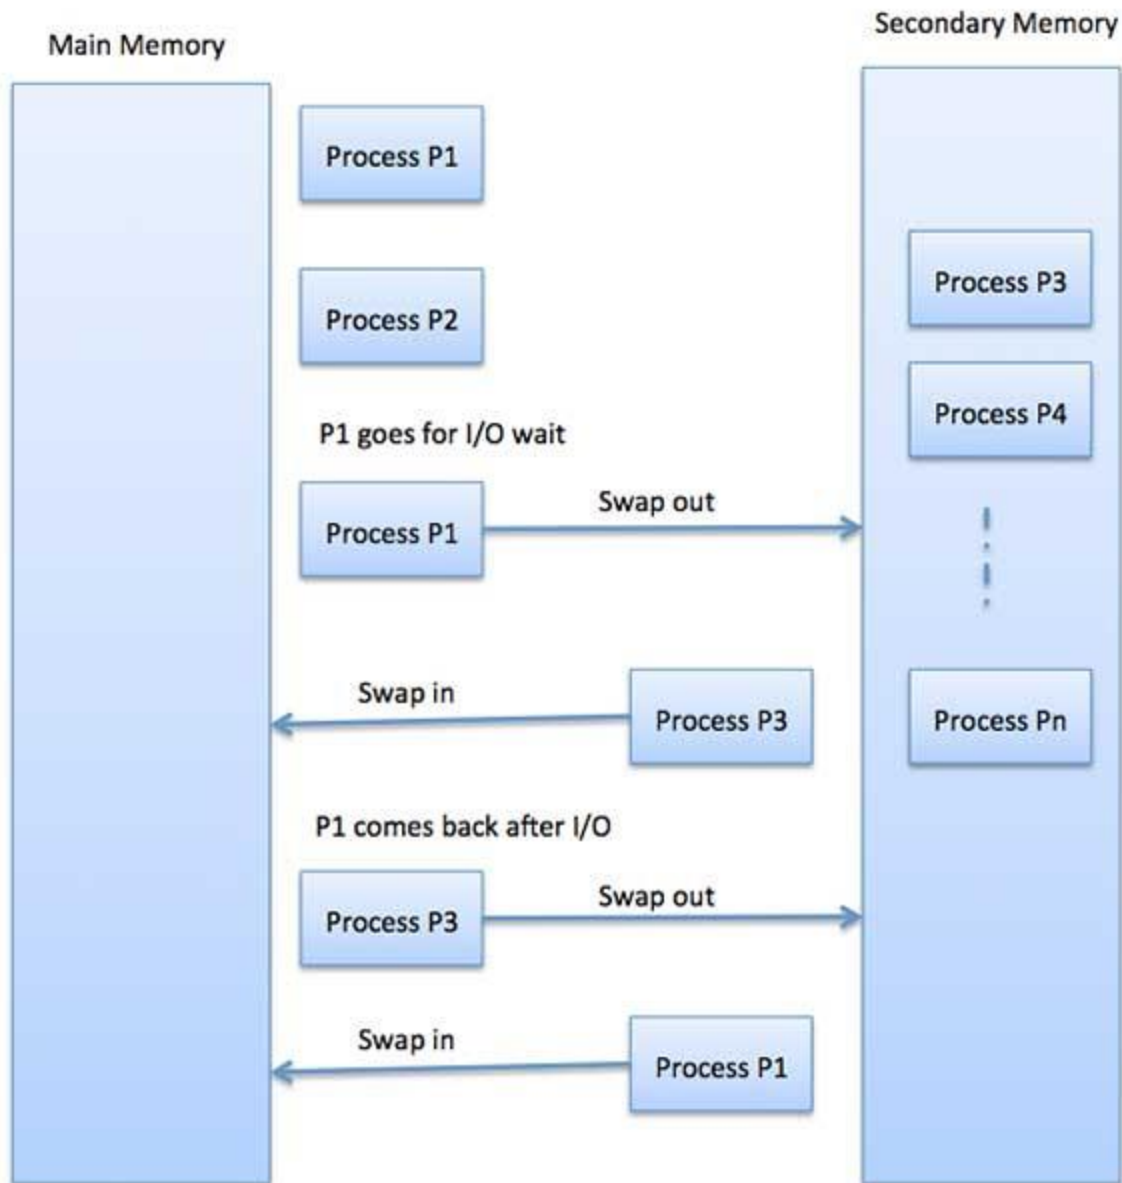 Main Memory
Secondary Memory
Process P1
Process P3
Process P2
Process P4
P1 goes for I/O wait
Process P1
Swap out
Swap in
Process P3
Process Pn
P1 comes back after I/O
Process P3
Swap out
Swap in
Process P1